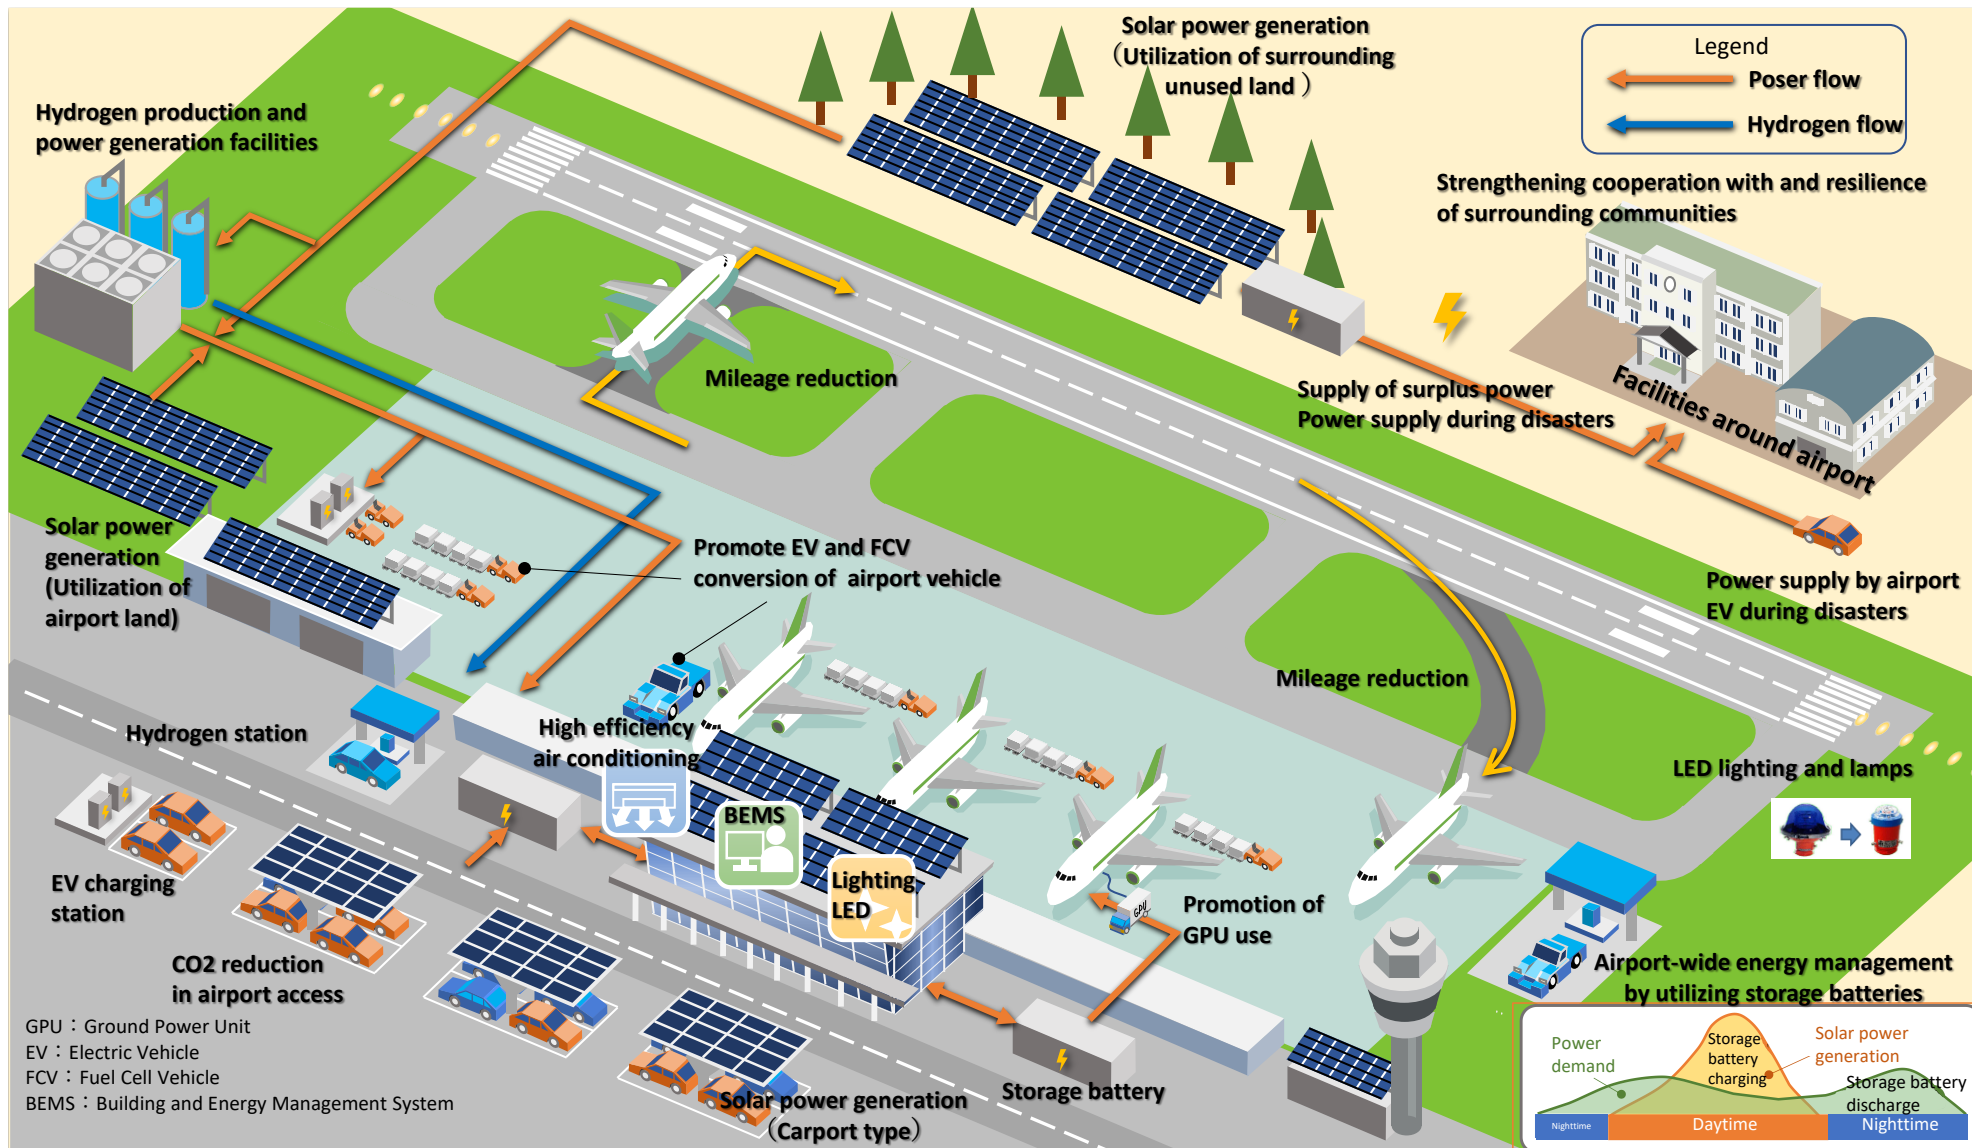 Solar power generation
（Utilization of surrounding
unused land ）
Legend
Poser flow
Hydrogen flow
Hydrogen production and
power generation facilities
Strengthening cooperation with and resilience
of surrounding communities
Mileage reduction
Supply of surplus power
Power supply during disasters
Facilities around airport
Solar power
generation
(Utilization of
airport land)
Promote EV and FCV
conversion of airport vehicle
Power supply by airport
EV during disasters
Mileage reduction
Hydrogen station
High efficiency
air conditioning
LED lighting and lamps
BEMS
Lighting
LED
EV charging
station
GPU
Promotion of
GPU use
CO2 reduction
in airport access
Airport-wide energy management
by utilizing storage batteries
GPU：Ground Power Unit
EV：Electric Vehicle
FCV：Fuel Cell Vehicle
BEMS：Building and Energy Management System
Storage battery
Solar power generation
（Carport type）
Power
demand
Storage
battery
charging
Solar power
generation
Storage battery
discharge
Nighttime
Daytime
Nighttime